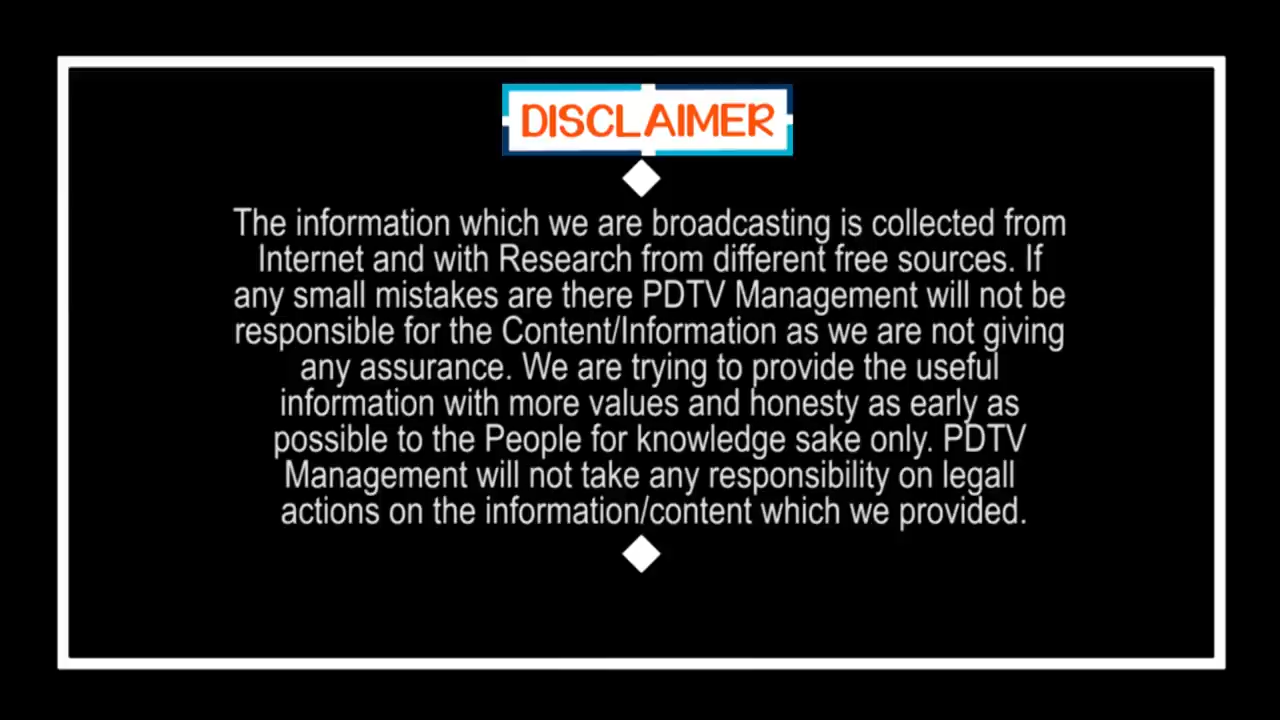 DISCLAIMER
The information which we are broadcasting is collected from
Internet and with Research from different free sources. If
any small mistakes are there PDTV Management will not be
responsible for the Content/Information as we are not giving
any assurance. We are trying to provide the useful
information with more values and honesty as early as
possible to the People for knowledge sake only. PDTV
Management will not take any responsibility on legall
actions on the information/content which we provided.